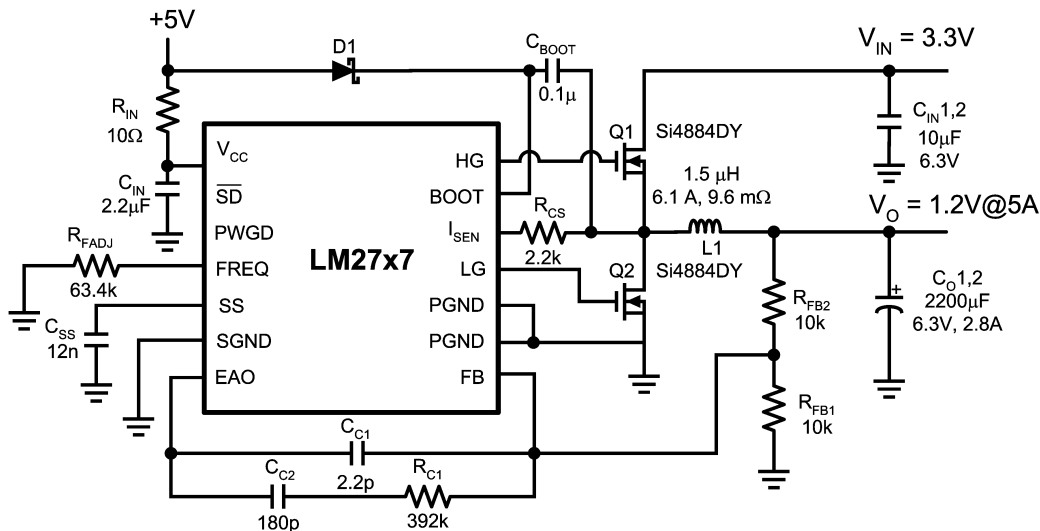 +5V
D1
C_BOOT
0.1μ
V_IN = 3.3V
R_IN
10Ω
C_IN
2.2μF
Q1
Si4884DY
C_IN1,2
10μF
6.3V
V_CC
SD
PWGD
FREQ
SS
SGND
EAO
LM27x7
HG
BOOT
I_SEN
LG
PGND
PGND
FB
R_CS
2.2k
1.5 μH
6.1 A, 9.6 mΩ
L1
V_O = 1.2V@5A
Q2
Si4884DY
R_FADJ
63.4k
C_SS
12n
R_FB2
10k
C_O1,2
2200μF
6.3V, 2.8A
+
R_FB1
10k
C_C1
2.2p
C_C2
180p
R_C1
392k